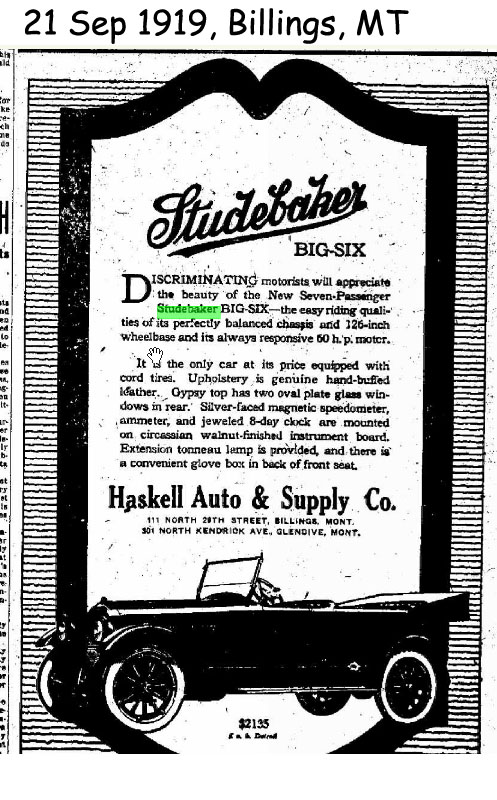 21 Sep 1919, Billings, MT
Studebaker
BIG-SIX
DISCRIMINATING motorists will appreciate
the beauty of the New Seven-Passenger
Studebaker BIG-SIX—the easy riding quali-
ties of its perfectly balanced chassis and 126-inch
wheelbase and its always responsive 60 h.p. motor.
It the only car at its price equipped with
cord tires. Upholstery is genuine hand-buffed
leather. Gypsy top has two oval plate glass win-
dows in rear. Silver-faced magnetic speedometer,
ammeter, and jeweled 8-day clock are mounted
on circassian walnut-finished instrument board.
Extension tonneau lamp is provided, and there is
a convenient glove box in back of front seat.
Haskell Auto & Supply Co.
111 NORTH 29TH STREET, BILLINGS, MONT.
301 NORTH KENDRICK AVE., GLENDIVE, MONT.
$2135
f. o. b. Detroit